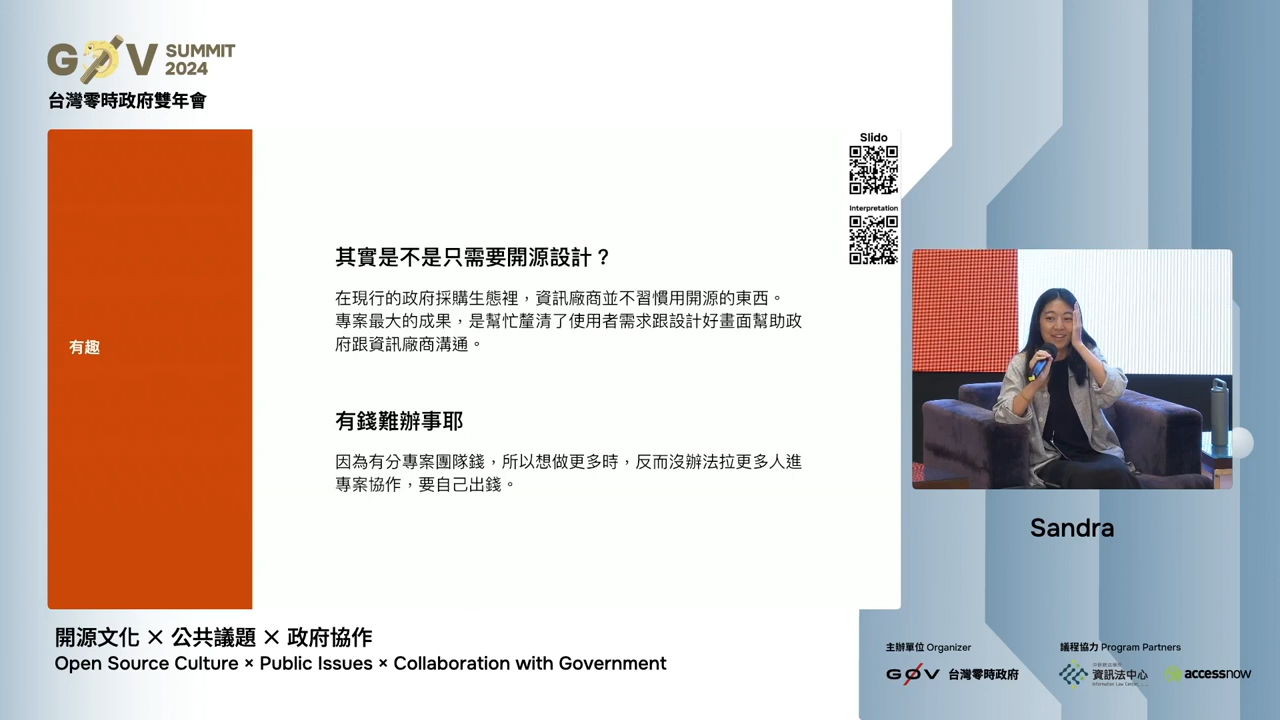 GØV SUMMIT 2024
台灣零時政府雙年會
Slido
Interpretation
有趣
其實是不是只需要開源設計？
在現行的政府採購生態裡，資訊廠商並不習慣用開源的東西。
專案最大的成果，是幫忙釐清了使用者需求跟設計好畫面幫助政
府跟資訊廠商溝通。
有錢難辦事耶
因為有分專案團隊錢，所以想做更多時，反而沒辦法拉更多人進
專案協作，要自己出錢。
Sandra
開源文化 × 公共議題 × 政府協作
Open Source Culture × Public Issues × Collaboration with Government
主辦單位 Organizer
GØV 台灣零時政府
議程協力 Program Partners
資訊法中心
accessnow